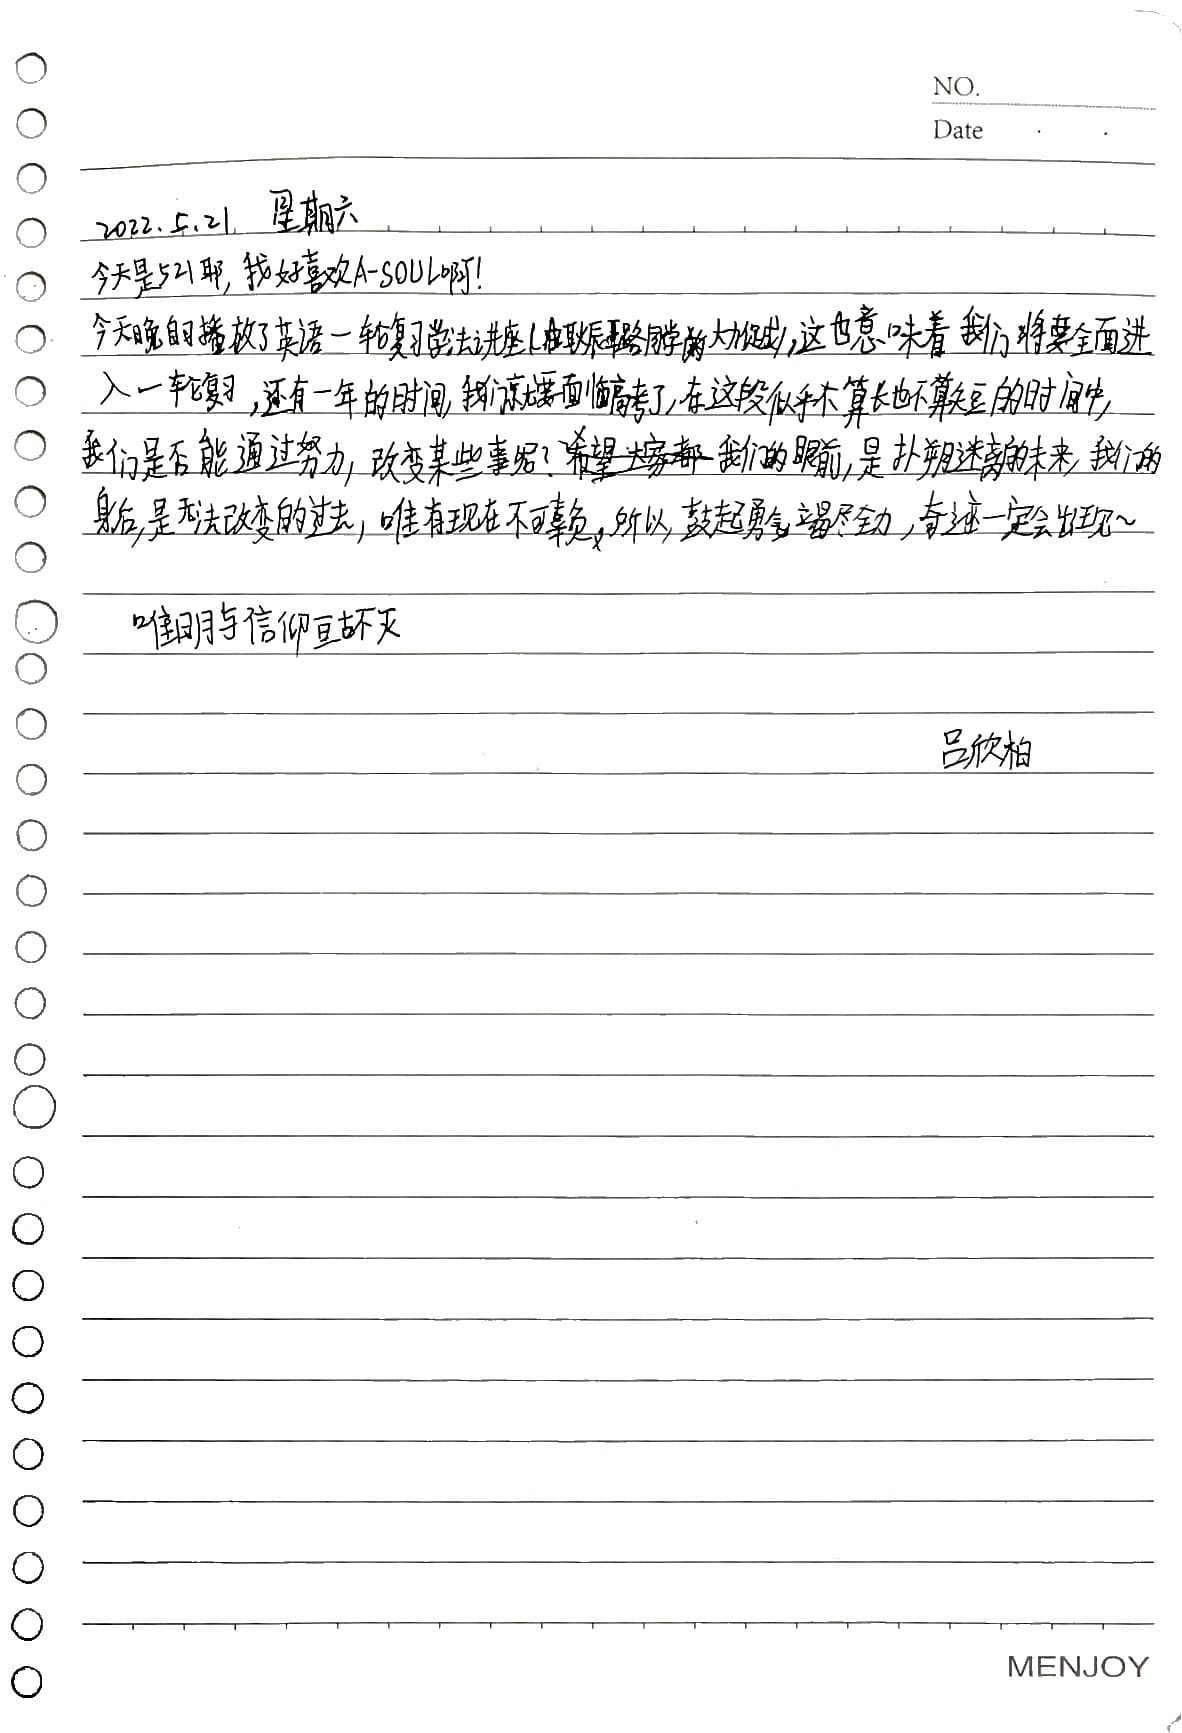 NO.
Date . .
2022.5.21. 星期六
今天是521耶,我好喜欢A-SOUL啊!
今天晚自习播放了英语一轮复习学法讲座(由耿辰路同学的大力促成),这也意味着我们将要全面进
入一轮复习,还有一年的时间,我们就要面临高考了,在这段似乎不算长也不算短的时间中,
我们是否能通过努力,改变某些事呢?希望大家都我们的眼前,是扑朔迷离的未来,我们的
身后,是无法改变的过去,唯有现在不可辜负,所以,鼓起勇气,竭尽全力,奇迹一定会出现~
唯明与信仰亘古不灭
吕欣柏
MENJOY